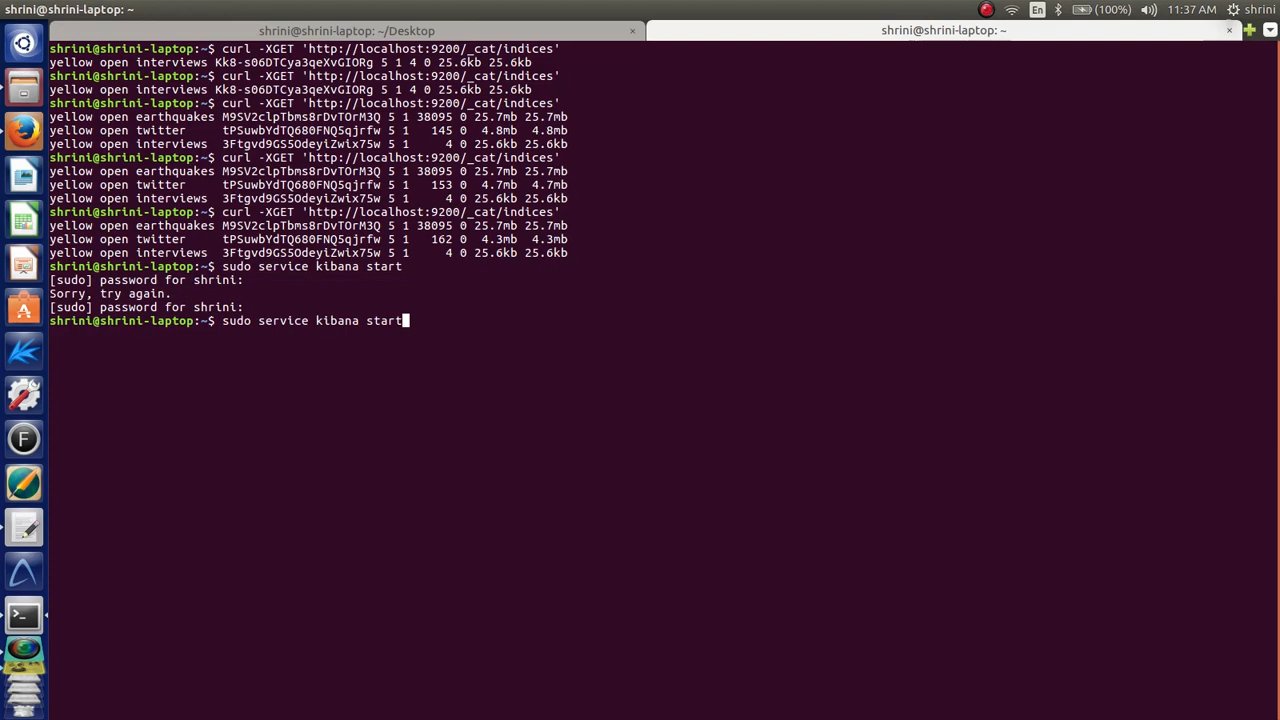 shrini@shrini-laptop: ~
En
(100%)
11:37 AM
shrini
shrini@shrini-laptop: ~/Desktop
×
shrini@shrini-laptop: ~
×
shrini@shrini-laptop:~$ curl -XGET 'http://localhost:9200/_cat/indices'
yellow open interviews Kk8-s06DTCya3qeXvGIORg 5 1 4 0 25.6kb 25.6kb
shrini@shrini-laptop:~$ curl -XGET 'http://localhost:9200/_cat/indices'
yellow open interviews Kk8-s06DTCya3qeXvGIORg 5 1 4 0 25.6kb 25.6kb
shrini@shrini-laptop:~$ curl -XGET 'http://localhost:9200/_cat/indices'
yellow open earthquakes M9SV2clpTbms8rDvTOrM3Q 5 1 38095 0 25.7mb 25.7mb
yellow open twitter     tPSuwbYdTQ680FNQ5qjrfw 5 1   145 0  4.8mb  4.8mb
yellow open interviews  3Ftgvd9GS5OdeyiZwix75w 5 1     4 0 25.6kb 25.6kb
shrini@shrini-laptop:~$ curl -XGET 'http://localhost:9200/_cat/indices'
yellow open earthquakes M9SV2clpTbms8rDvTOrM3Q 5 1 38095 0 25.7mb 25.7mb
yellow open twitter     tPSuwbYdTQ680FNQ5qjrfw 5 1   153 0  4.7mb  4.7mb
yellow open interviews  3Ftgvd9GS5OdeyiZwix75w 5 1     4 0 25.6kb 25.6kb
shrini@shrini-laptop:~$ curl -XGET 'http://localhost:9200/_cat/indices'
yellow open earthquakes M9SV2clpTbms8rDvTOrM3Q 5 1 38095 0 25.7mb 25.7mb
yellow open twitter     tPSuwbYdTQ680FNQ5qjrfw 5 1   162 0  4.3mb  4.3mb
yellow open interviews  3Ftgvd9GS5OdeyiZwix75w 5 1     4 0 25.6kb 25.6kb
shrini@shrini-laptop:~$ sudo service kibana start
[sudo] password for shrini:
Sorry, try again.
[sudo] password for shrini:
shrini@shrini-laptop:~$ sudo service kibana start